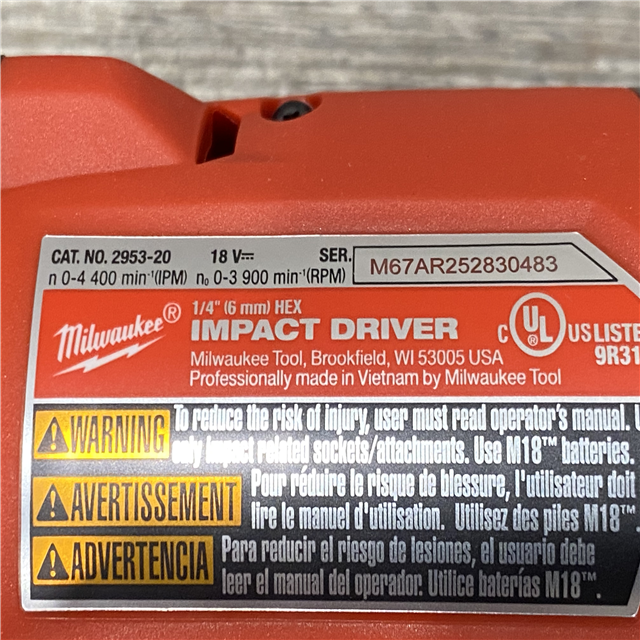 CAT. NO. 2953-20 18 V⎓ SER. M67AR252830483
n 0-4 400 min⁻¹(IPM) n₀ 0-3 900 min⁻¹(RPM)
1/4" (6 mm) HEX
Milwaukee® IMPACT DRIVER C UL® US LISTE
Milwaukee Tool, Brookfield, WI 53005 USA 9R31
Professionally made in Vietnam by Milwaukee Tool
WARNING To reduce the risk of injury, user must read operator's manual. U
only impact related sockets/attachments. Use M18™ batteries.
AVERTISSEMENT Pour réduire le risque de blessure, l'utilisateur doit
lire le manuel d'utilisation. Utilisez des piles M18™.
ADVERTENCIA Para reducir el riesgo de lesiones, el usuario debe
leer el manual del operador. Utilice baterías M18™.